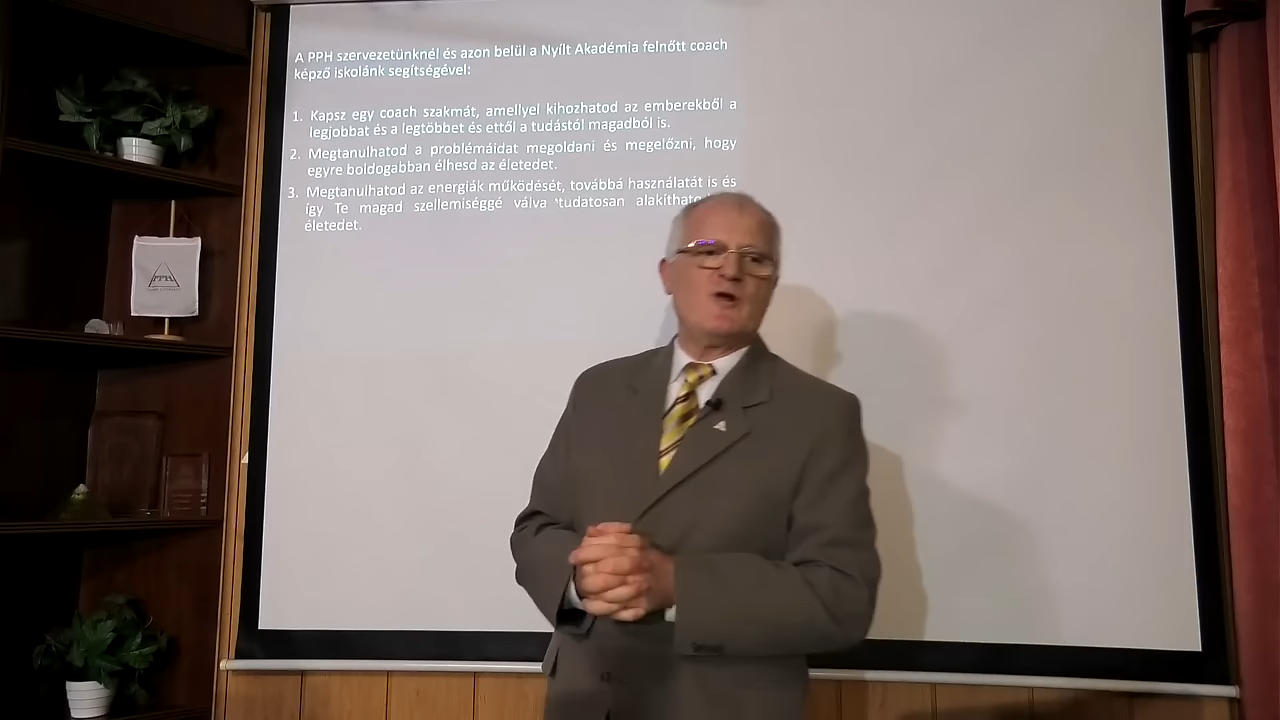 A PPH szervezetünknél és azon belül a Nyílt Akadémia felnőtt coach
képző iskolánk segítségével:
1. Kapsz egy coach szakmát, amellyel kihozhatod az emberekből a
legjobbat és a legtöbbet és ettől a tudástól magadból is.
2. Megtanulhatod a problémáidat megoldani és megelőzni, hogy
egyre boldogabban élhesd az életedet.
3. Megtanulhatod az energiák működését, továbbá használatát is és
így Te magad szellemiséggé válva tudatosan
életedet.
PPH